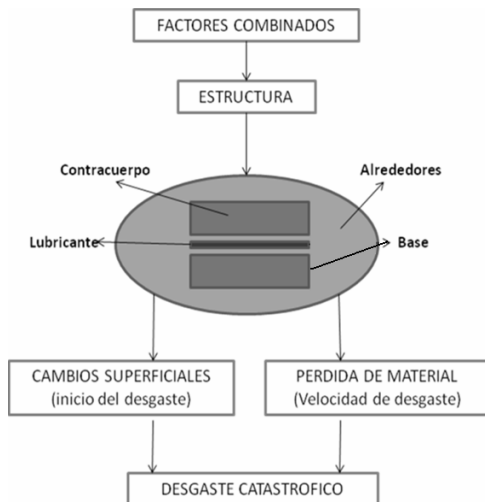 FACTORES COMBINADOS
ESTRUCTURA
Contracuerpo
Alrededores
Lubricante
Base
CAMBIOS SUPERFICIALES
(inicio del desgaste)
PERDIDA DE MATERIAL
(Velocidad de desgaste)
DESGASTE CATASTROFICO